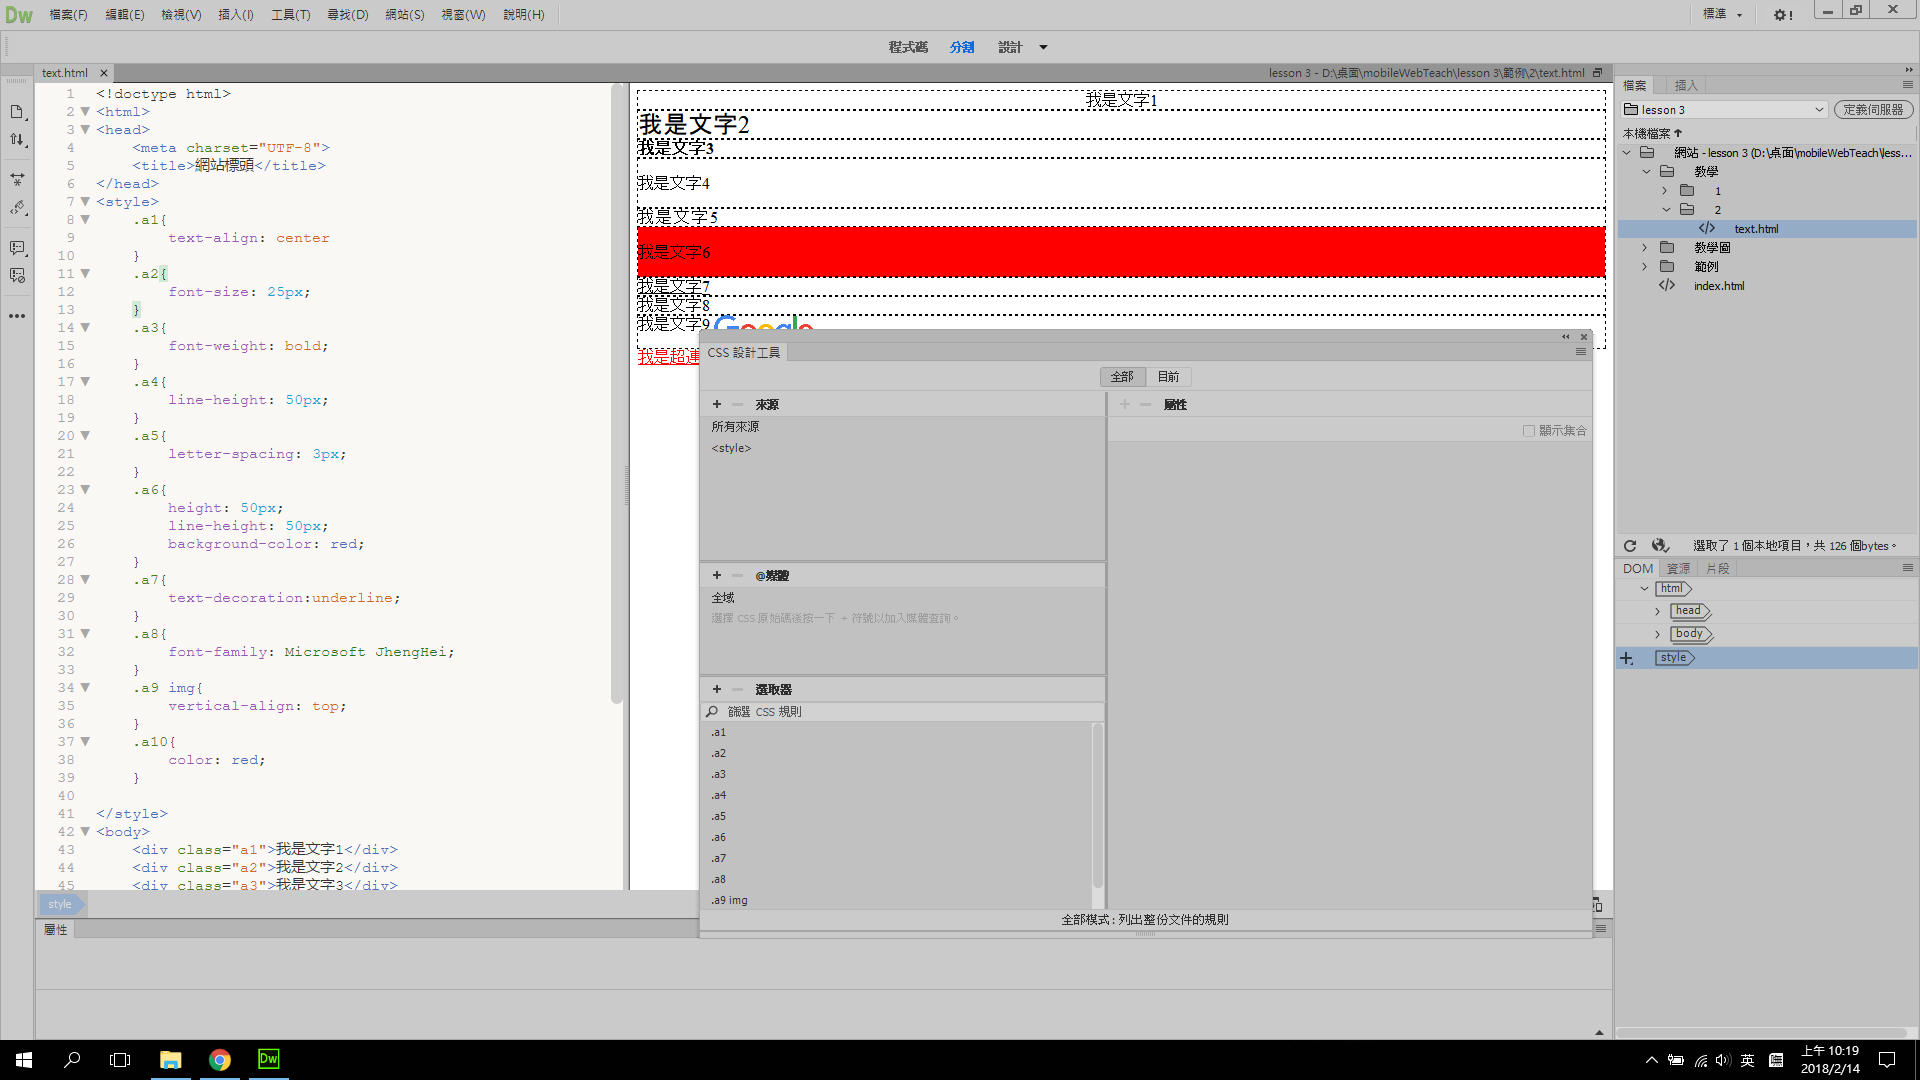 Dw 檔案(F) 編輯(E) 檢視(V) 插入(I) 工具(T) 尋找(D) 網站(S) 視窗(W) 說明(H) 標準
程式碼 分割 設計
text.html lesson 3 - D:\桌面\mobileWebTeach\lesson 3\範例\2\text.html
1 <!doctype html>
2 <html>
3 <head>
4 <meta charset="UTF-8">
5 <title>網站標頭</title>
6 </head>
7 <style>
8 .a1{
9 text-align: center
10 }
11 .a2{
12 font-size: 25px;
13 }
14 .a3{
15 font-weight: bold;
16 }
17 .a4{
18 line-height: 50px;
19 }
20 .a5{
21 letter-spacing: 3px;
22 }
23 .a6{
24 height: 50px;
25 line-height: 50px;
26 background-color: red;
27 }
28 .a7{
29 text-decoration:underline;
30 }
31 .a8{
32 font-family: Microsoft JhengHei;
33 }
34 .a9 img{
35 vertical-align: top;
36 }
37 .a10{
38 color: red;
39 }
40
41 </style>
42 <body>
43 <div class="a1">我是文字1</div>
44 <div class="a2">我是文字2</div>
45 <div class="a3">我是文字3</div>
style
屬性
我是文字1
我是文字2
我是文字3
我是文字4
我是文字5
我是文字6
我是文字7
我是文字8
我是文字9 Google
我是超連
CSS 設計工具
全部 目前
來源
所有來源
<style>
@媒體
全域
選擇 CSS 原始碼後按一下 + 符號以加入媒體查詢。
選取器
篩選 CSS 規則
.a1
.a2
.a3
.a4
.a5
.a6
.a7
.a8
.a9 img
屬性
顯示集合
全部模式 : 列出整份文件的規則
檔案 插入
lesson 3 定義伺服器
本機檔案
網站 - lesson 3 (D:\桌面\mobileWebTeach\less...
教學
1
2
text.html
教學圖
範例
index.html
選取了 1 個本地項目，共 126 個bytes。
DOM 資源 片段
html
head
body
style
Dw
英
上午 10:19
2018/2/14